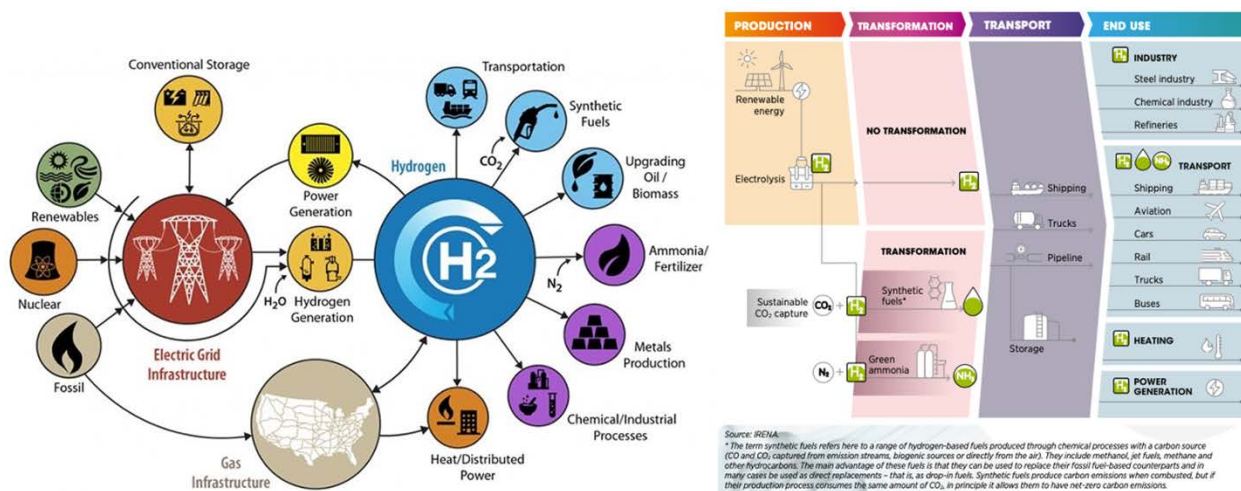 Conventional Storage
Renewables
Nuclear
Fossil
Electric Grid
Infrastructure
Power
Generation
H₂O
Hydrogen
Generation
Hydrogen
H2
Gas
Infrastructure
Transportation
Synthetic
Fuels
CO₂
Upgrading
Oil /
Biomass
Ammonia/
Fertilizer
N₂
Metals
Production
Chemical/Industrial
Processes
Heat/Distributed
Power
PRODUCTION
TRANSFORMATION
TRANSPORT
END USE
Renewable
energy
Electrolysis
H₂
NO TRANSFORMATION
H₂
TRANSFORMATION
Sustainable
CO₂ capture
CO₂
+
H₂
Synthetic
fuels*
N₂
+
H₂
Green
ammonia
NH₃
Shipping
Trucks
Pipeline
Storage
H₂ INDUSTRY
Steel industry
Chemical industry
Refineries
H₂ NH₃ TRANSPORT
Shipping
Aviation
Cars
Rail
Trucks
Buses
H₂ HEATING
H₂ POWER
GENERATION
Source: IRENA.
* The term synthetic fuels refers here to a range of hydrogen-based fuels produced through chemical processes with a carbon source
(CO and CO₂ captured from emission streams, biogenic sources or directly from the air). They include methanol, jet fuels, methane and
other hydrocarbons. The main advantage of these fuels is that they can be used to replace their fossil fuel-based counterparts and in
many cases be used as direct replacements – that is, as drop-in fuels. Synthetic fuels produce carbon emissions when combusted, but if
their production process consumes the same amount of CO₂, in principle it allows them to have net-zero carbon emissions.